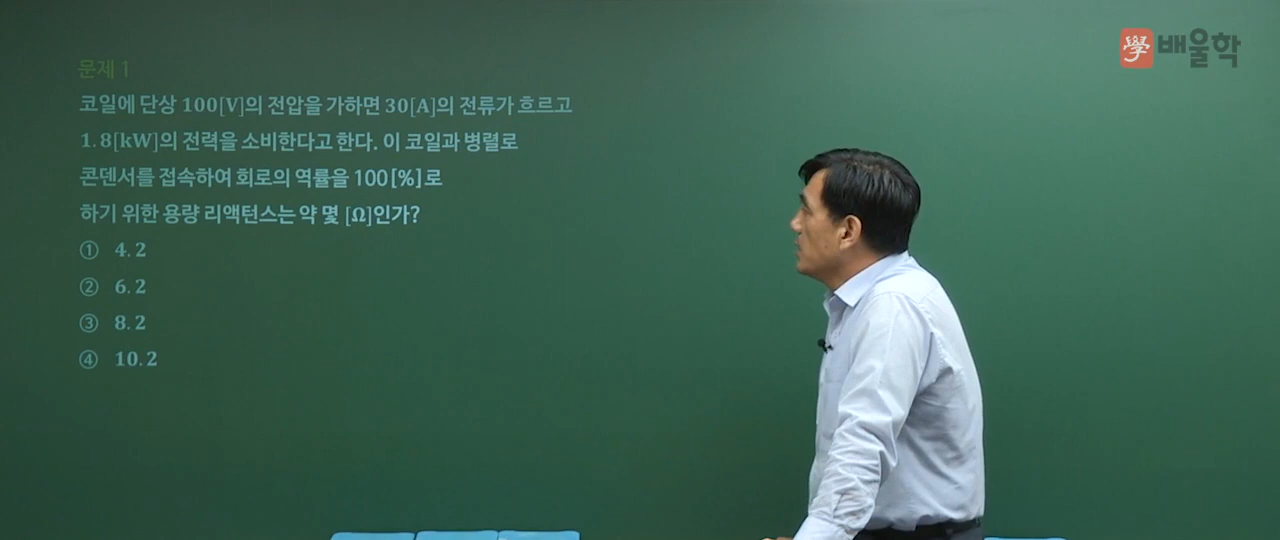 學 배울학
문제 1
코일에 단상 100[V]의 전압을 가하면 30[A]의 전류가 흐르고
1.8[kW]의 전력을 소비한다고 한다. 이 코일과 병렬로
콘덴서를 접속하여 회로의 역률을 100[%]로
하기 위한 용량 리액턴스는 약 몇 [Ω]인가?
① 4.2
② 6.2
③ 8.2
④ 10.2